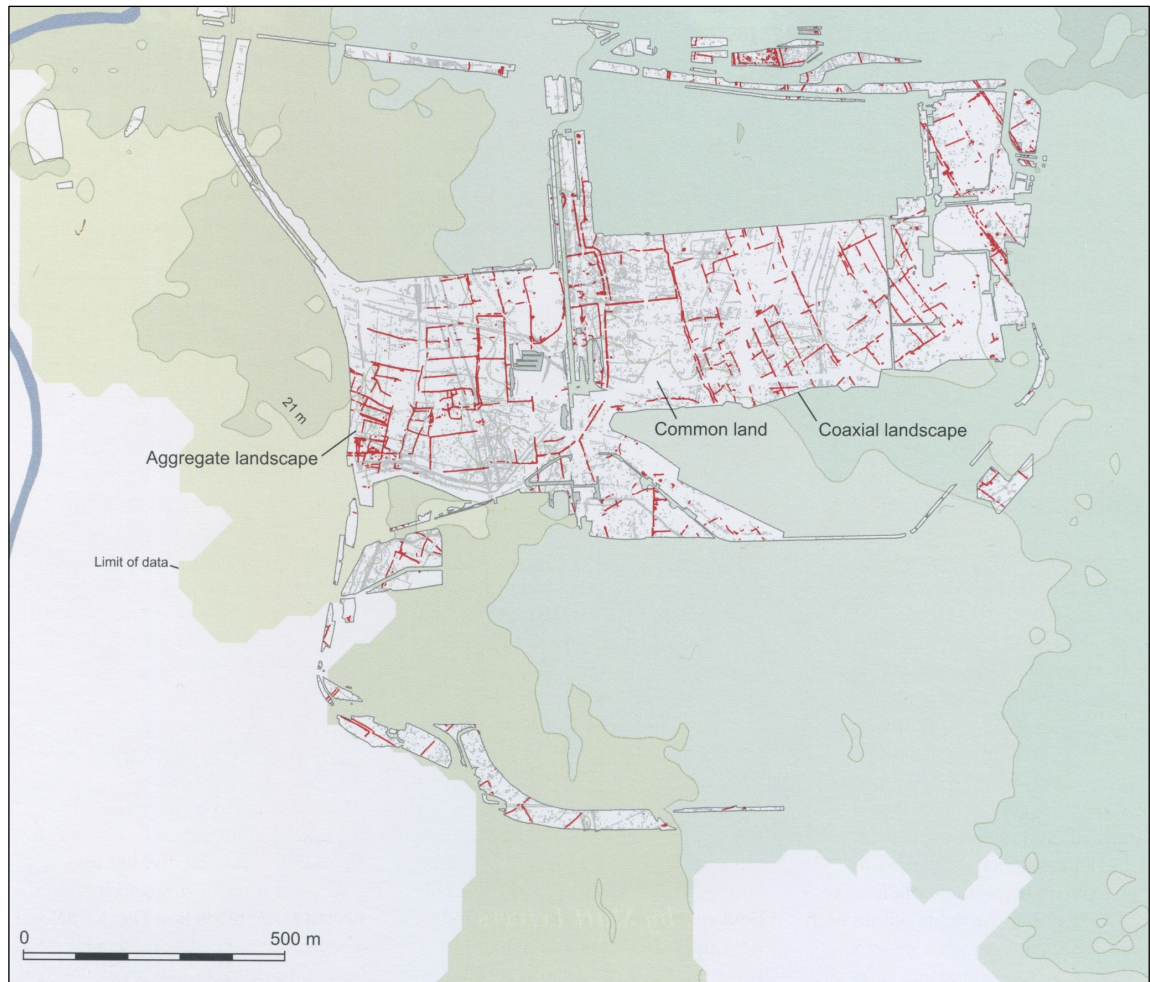 21 m
Aggregate landscape
Common land
Coaxial landscape
Limit of data
0 500 m